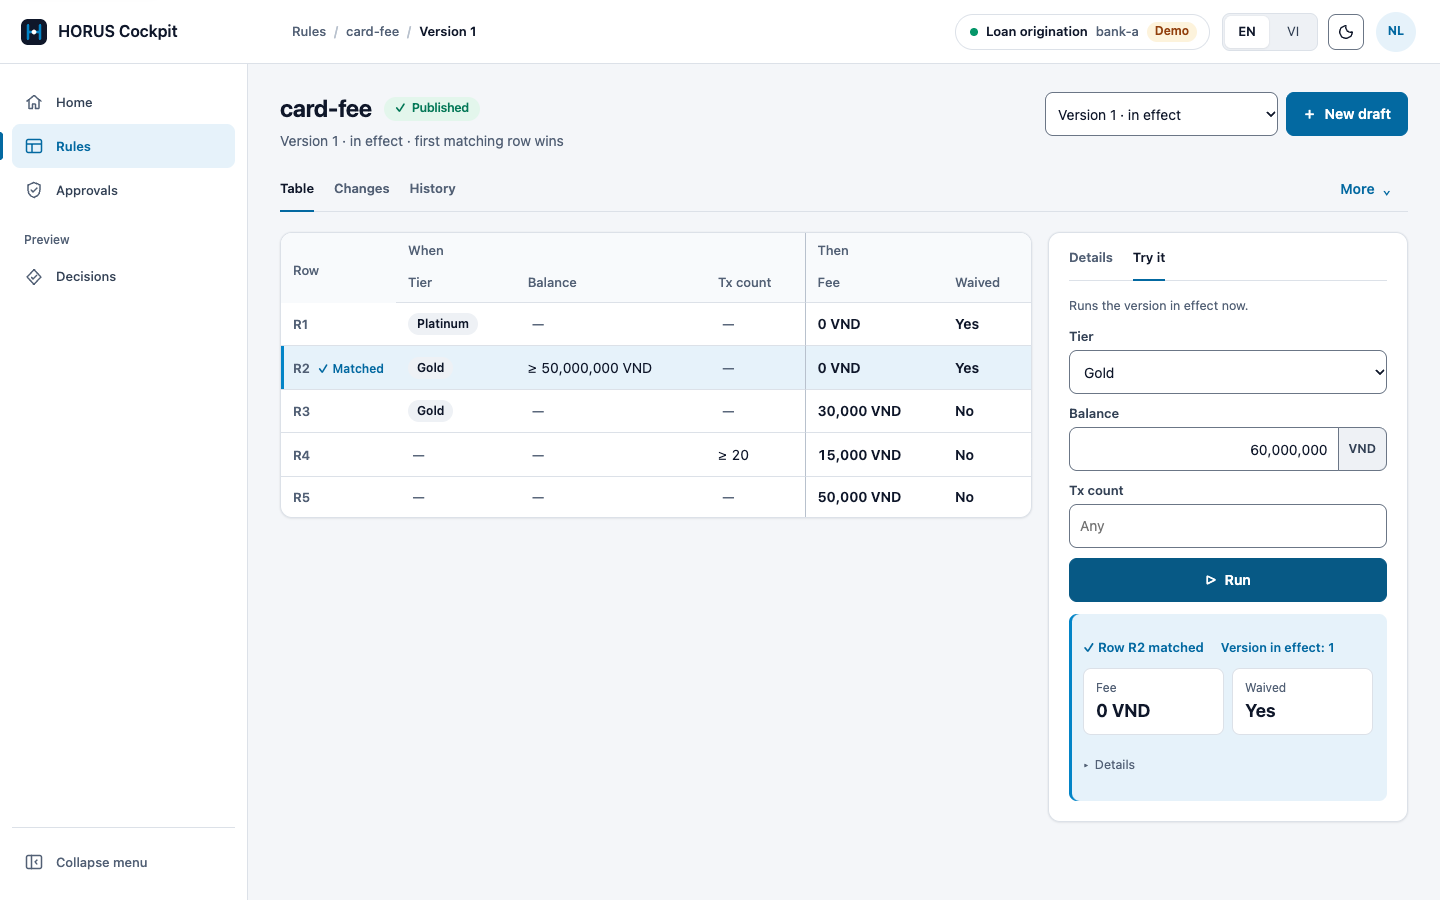 HORUS Cockpit
Rules / card-fee / Version 1
Loan origination bank-a Demo
EN VI
NL
Home
Rules
Approvals
Preview
Decisions
Collapse menu
card-fee
Published
Version 1 · in effect · first matching row wins
Version 1 · in effect
+ New draft
Table Changes History
More
Row When Then
Tier Balance Tx count Fee Waived
R1 Platinum — — 0 VND Yes
R2 ✓ Matched Gold ≥ 50,000,000 VND — 0 VND Yes
R3 Gold — — 30,000 VND No
R4 — — ≥ 20 15,000 VND No
R5 — — — 50,000 VND No
Details Try it
Runs the version in effect now.
Tier
Gold
Balance
60,000,000 VND
Tx count
Any
Run
✓ Row R2 matched Version in effect: 1
Fee Waived
0 VND Yes
Details